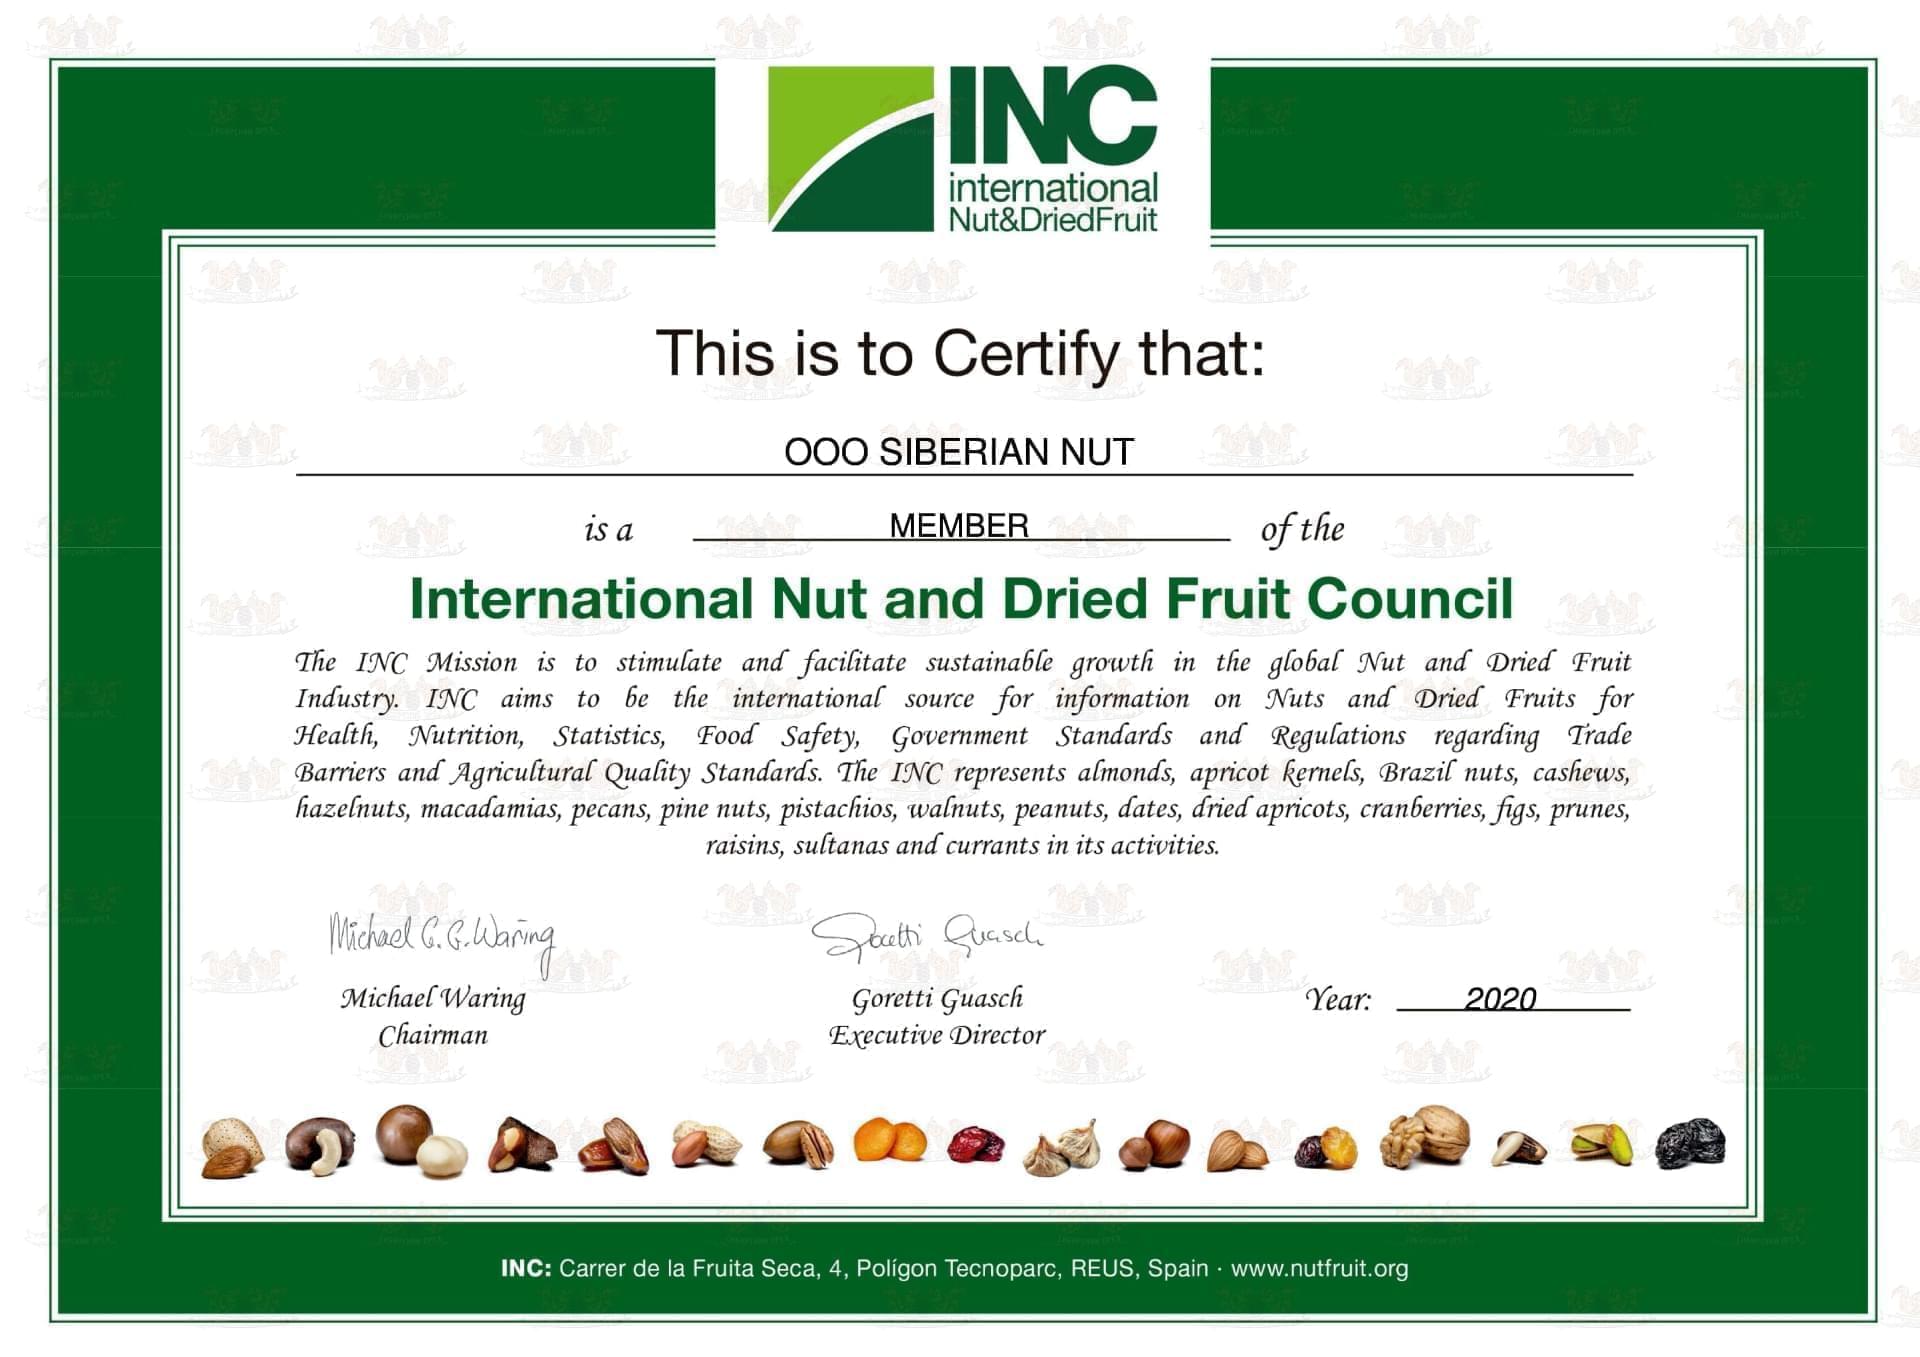 INC
international
Nut&DriedFruit
This is to Certify that:
OOO SIBERIAN NUT
is a MEMBER of the
International Nut and Dried Fruit Council
The INC Mission is to stimulate and facilitate sustainable growth in the global Nut and Dried Fruit
Industry. INC aims to be the international source for information on Nuts and Dried Fruits for
Health, Nutrition, Statistics, Food Safety, Government Standards and Regulations regarding Trade
Barriers and Agricultural Quality Standards. The INC represents almonds, apricot kernels, Brazil nuts, cashews,
hazelnuts, macadamias, pecans, pine nuts, pistachios, walnuts, peanuts, dates, dried apricots, cranberries, figs, prunes,
raisins, sultanas and currants in its activities.
Michael G. G. Waring Goretti Guasch
Michael Waring Goretti Guasch Year: 2020
Chairman Executive Director
INC: Carrer de la Fruita Seca, 4, Polígon Tecnoparc, REUS, Spain · www.nutfruit.org